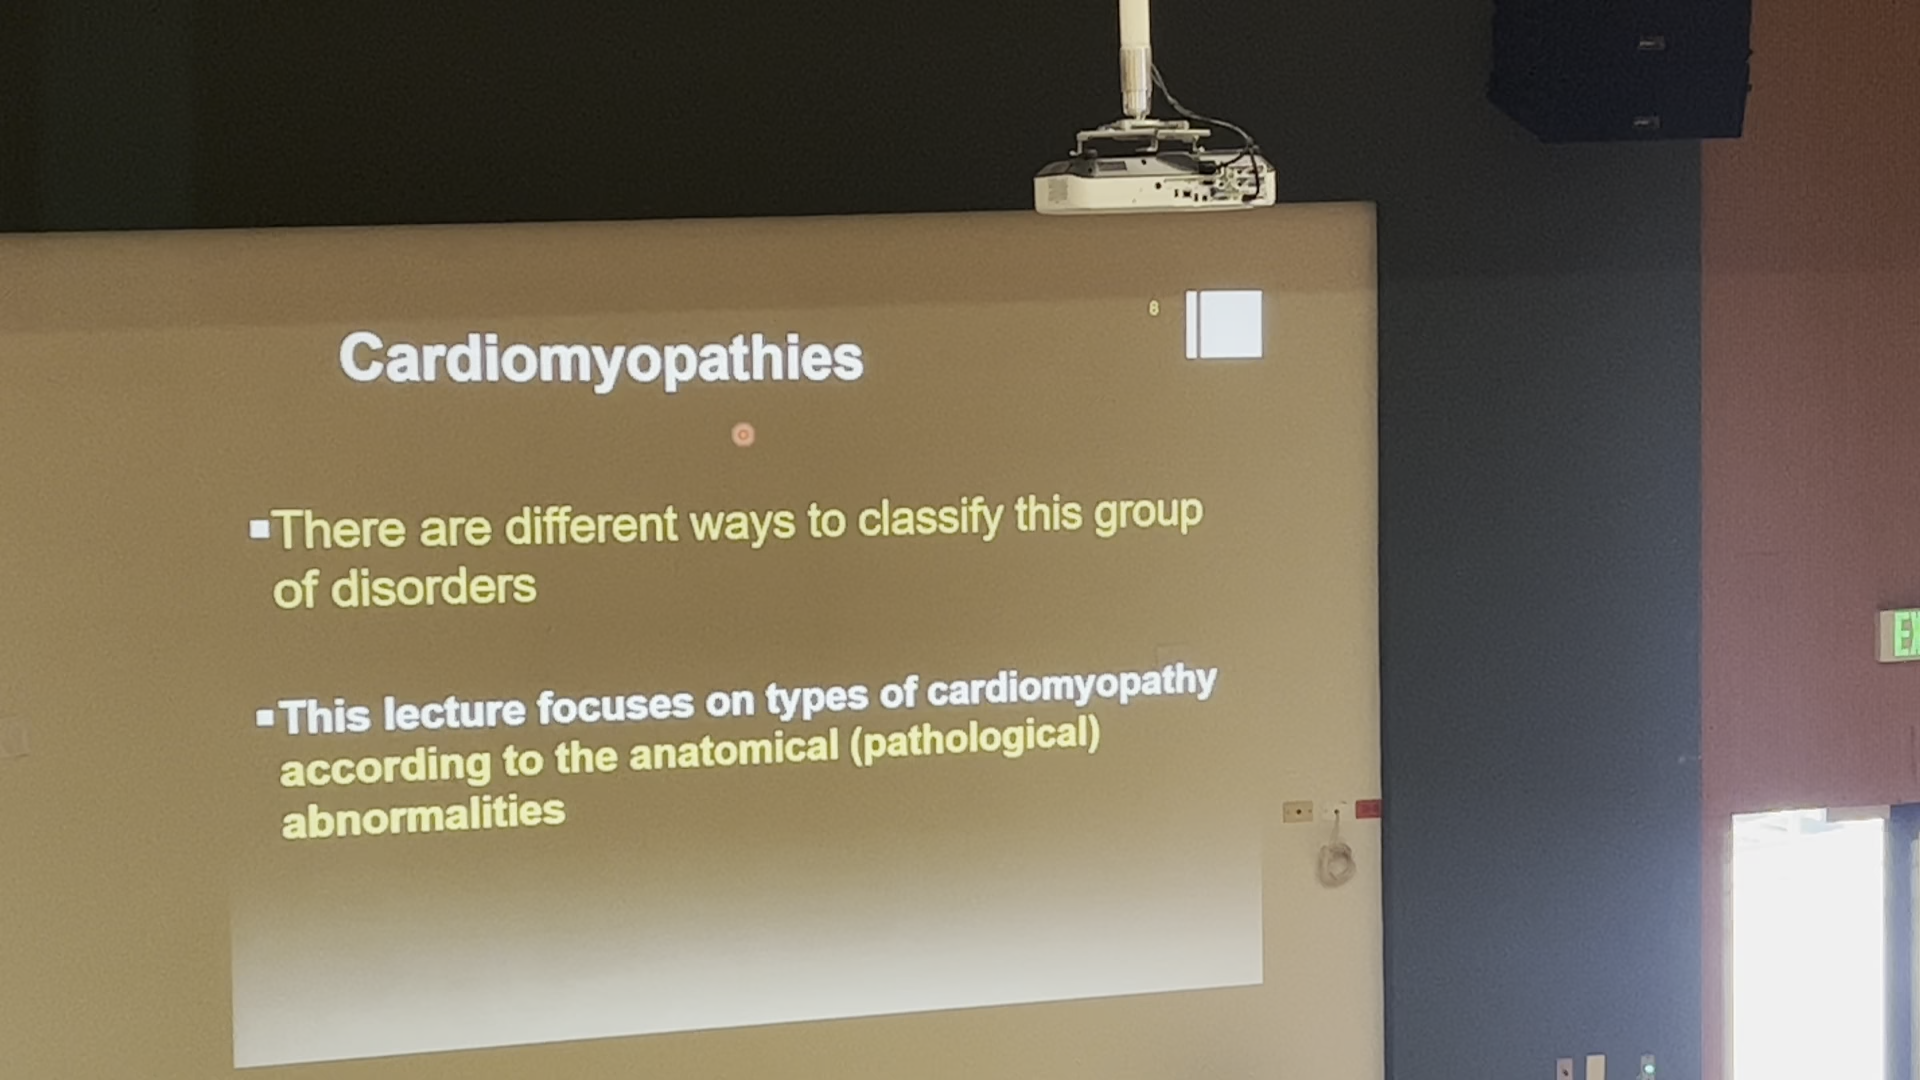 8
Cardiomyopathies
▪There are different ways to classify this group
of disorders
▪This lecture focuses on types of cardiomyopathy
according to the anatomical (pathological)
abnormalities
EX